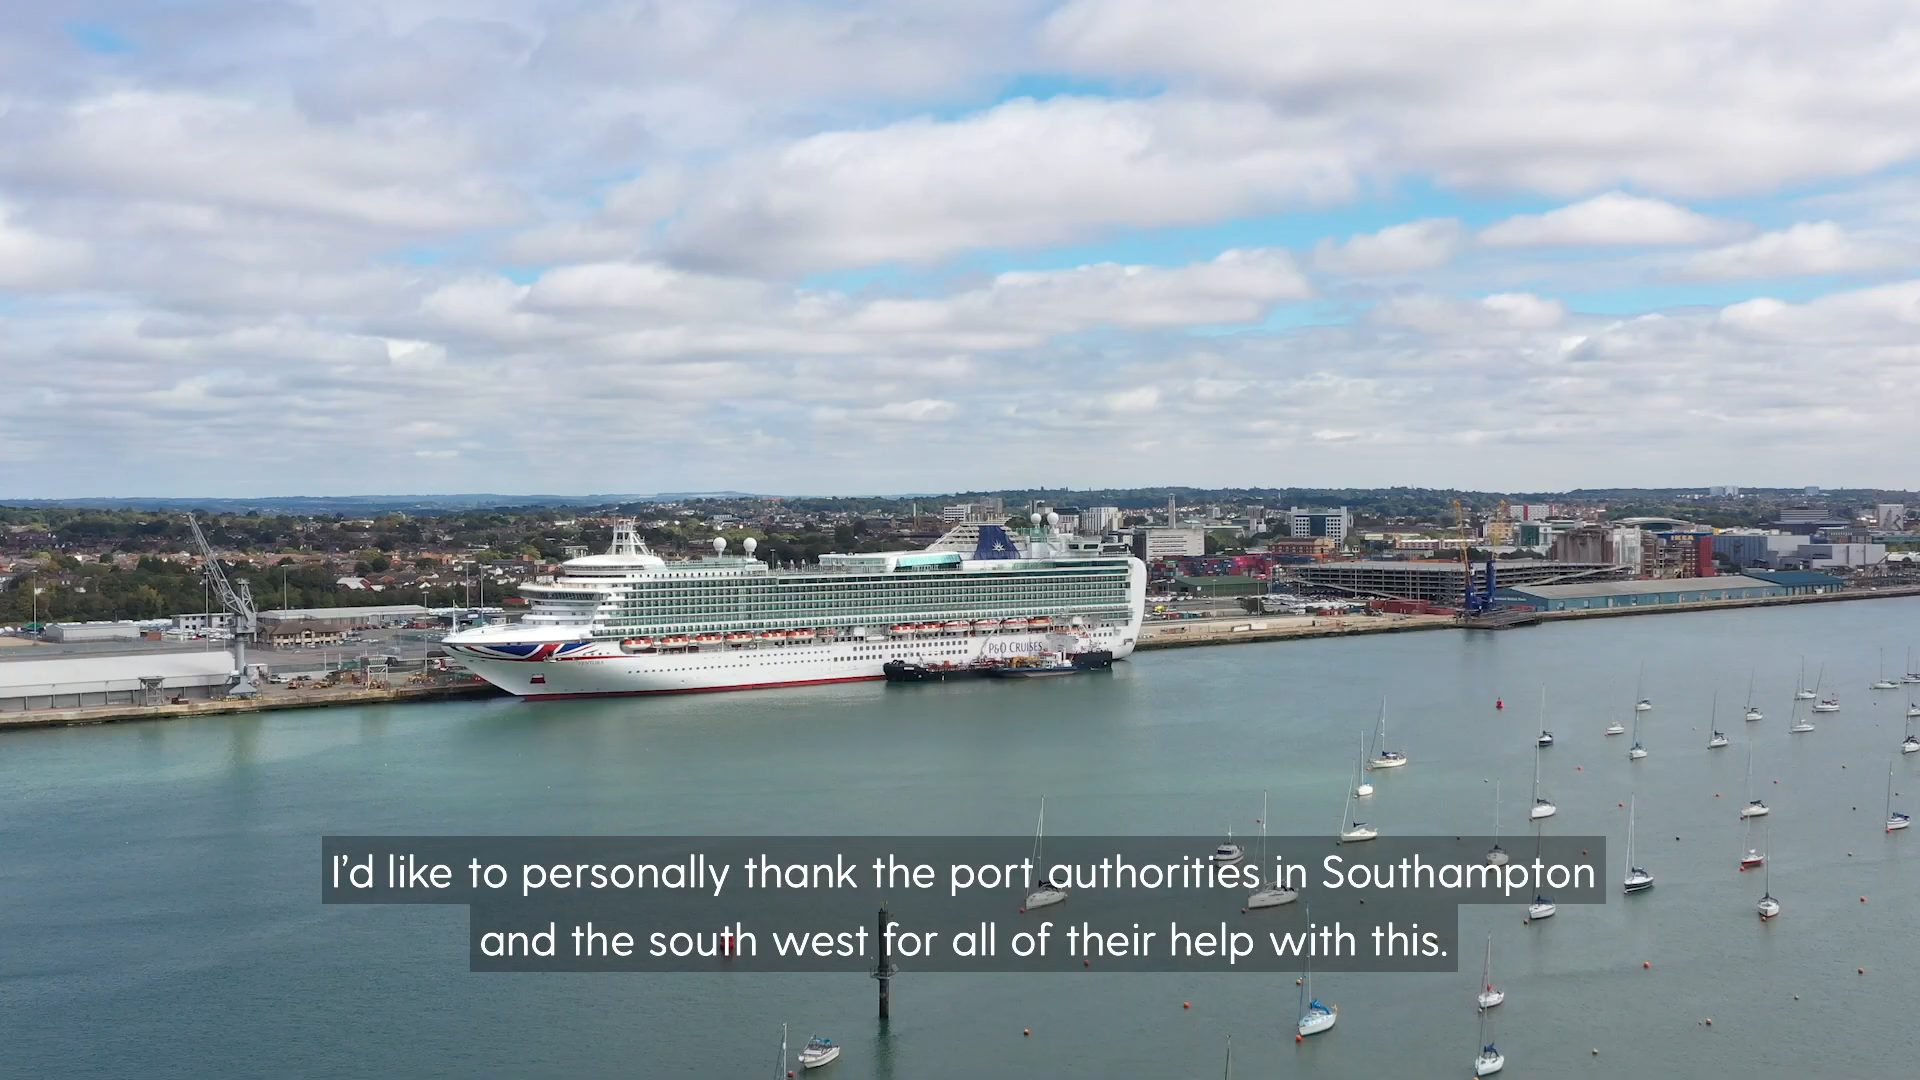 IKEA
P&O CRUISES
I'd like to personally thank the port authorities in Southampton
and the south west for all of their help with this.